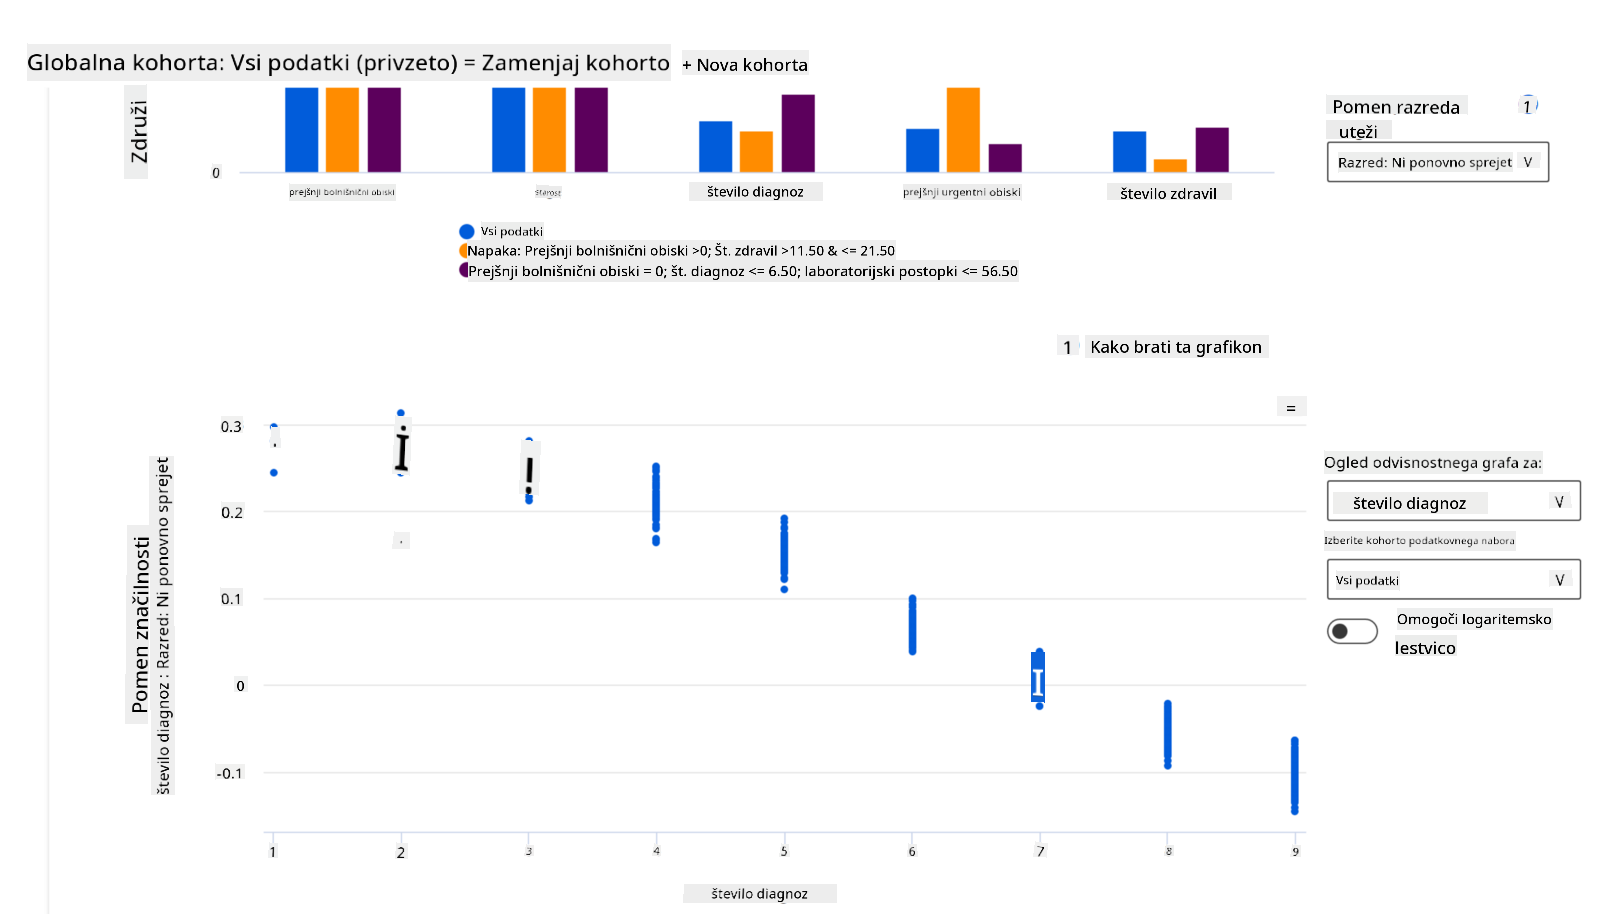 Globalna kohorta: Vsi podatki (privzeto) = Zamenjaj kohorto + Nova kohorta
Združi
0
prejšnji bolnišnični obiski
starost
število diagnoz
prejšnji urgentni obiski
število zdravil
Pomen razreda
uteži
Razred: Ni ponovno sprejet
Vsi podatki
Napaka: Prejšnji bolnišnični obiski >0; Št. zdravil >11.50 & <= 21.50
Prejšnji bolnišnični obiski = 0; št. diagnoz <= 6.50; laboratorijski postopki <= 56.50
1 Kako brati ta grafikon
=
Pomen značilnosti
število diagnoz : Razred: Ni ponovno sprejet
0.3
0.2
0.1
0
-0.1
1 2 3 4 5 6 7 8 9
število diagnoz
Ogled odvisnostnega grafa za:
število diagnoz
Izberite kohorto podatkovnega nabora
Vsi podatki
Omogoči logaritemsko
lestvico